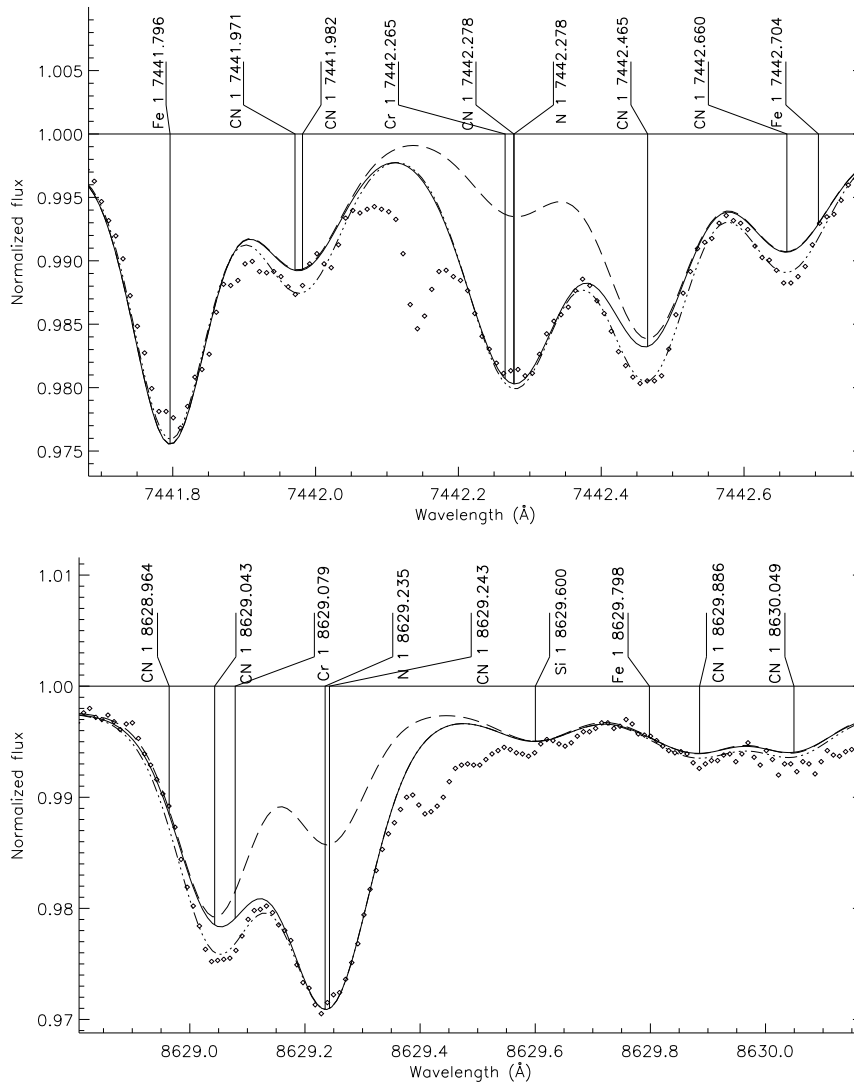 Fe 1 7441.796
CN 1 7441.971
CN 1 7441.982
Cr 1 7442.265
CN 1 7442.278
N 1 7442.278
CN 1 7442.465
CN 1 7442.660
Fe 1 7442.704
1.005
1.000
0.995
0.990
0.985
0.980
0.975
Normalized flux
7441.8
7442.0
7442.2
7442.4
7442.6
Wavelength (Å)
CN 1 8628.964
CN 1 8629.043
Cr 1 8629.079
N 1 8629.235
CN 1 8629.243
Si 1 8629.600
Fe 1 8629.798
CN 1 8629.886
CN 1 8630.049
1.01
1.00
0.99
0.98
0.97
Normalized flux
8629.0
8629.2
8629.4
8629.6
8629.8
8630.0
Wavelength (Å)